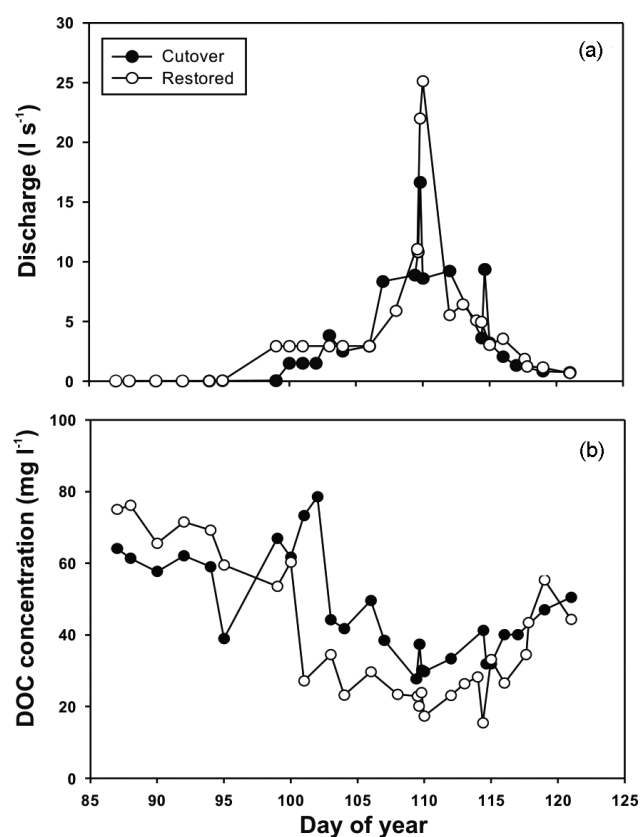 30
25
20
15
10
5
0
Discharge (l s⁻¹)
Cutover
Restored
(a)
100
80
60
40
20
0
DOC concentration (mg l⁻¹)
(b)
85 90 95 100 105 110 115 120 125
Day of year